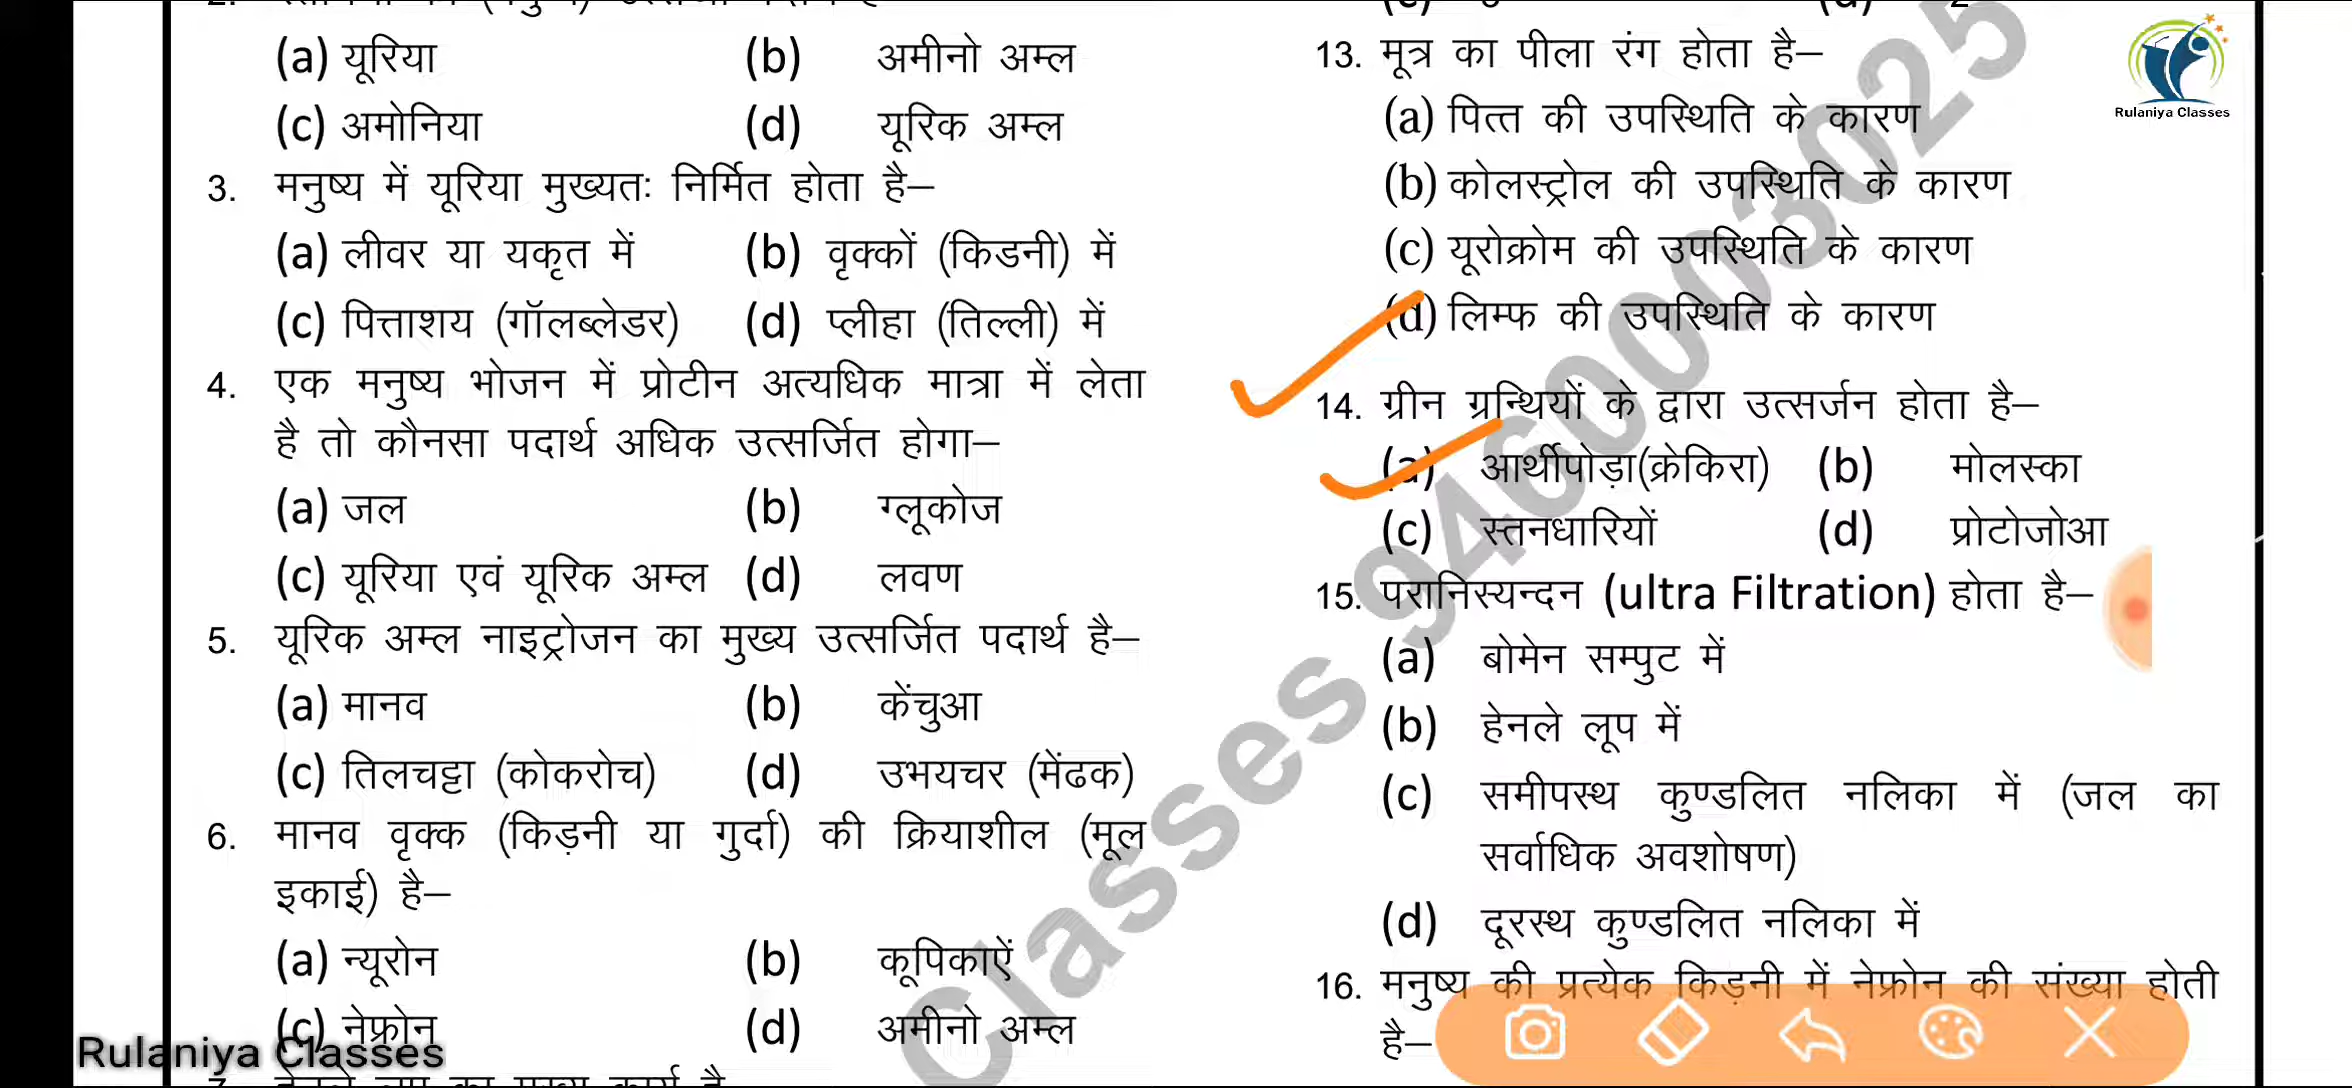 (a) यूरिया (b) अमीनो अम्ल
(c) अमोनिया (d) यूरिक अम्ल
3. मनुष्य में यूरिया मुख्यतः निर्मित होता है–
(a) लीवर या यकृत में (b) वृक्कों (किडनी) में
(c) पित्ताशय (गॉलब्लेडर) (d) प्लीहा (तिल्ली) में
4. एक मनुष्य भोजन में प्रोटीन अत्यधिक मात्रा में लेता
है तो कौनसा पदार्थ अधिक उत्सर्जित होगा–
(a) जल (b) ग्लूकोज
(c) यूरिया एवं यूरिक अम्ल (d) लवण
5. यूरिक अम्ल नाइट्रोजन का मुख्य उत्सर्जित पदार्थ है–
(a) मानव (b) केंचुआ
(c) तिलचट्टा (कोकरोच) (d) उभयचर (मेंढक)
6. मानव वृक्क (किड़नी या गुर्दा) की क्रियाशील (मूल
इकाई) है–
(a) न्यूरोन (b) कूपिकाऐं
(c) नेफ्रोन (d) अमीनो अम्ल
13. मूत्र का पीला रंग होता है–
(a) पित्त की उपस्थिति के कारण
(b) कोलस्ट्रोल की उपस्थिति के कारण
(c) यूरोक्रोम की उपस्थिति के कारण
(d) लिम्फ की उपस्थिति के कारण
14. ग्रीन ग्रन्थियों के द्वारा उत्सर्जन होता है–
(a) आर्थीपोड़ा(क्रेकिरा) (b) मोलस्का
(c) स्तनधारियों (d) प्रोटोजोआ
15. परानिस्यन्दन (ultra Filtration) होता है–
(a) बोमेन सम्पुट में
(b) हेनले लूप में
(c) समीपस्थ कुण्डलित नलिका में (जल का
सर्वाधिक अवशोषण)
(d) दूरस्थ कुण्डलित नलिका में
16. मनुष्य की प्रत्येक किड़नी में नेफ्रोन की संख्या होती
है–
Rulaniya Classes
Classes 9460003025
Rulaniya Classes